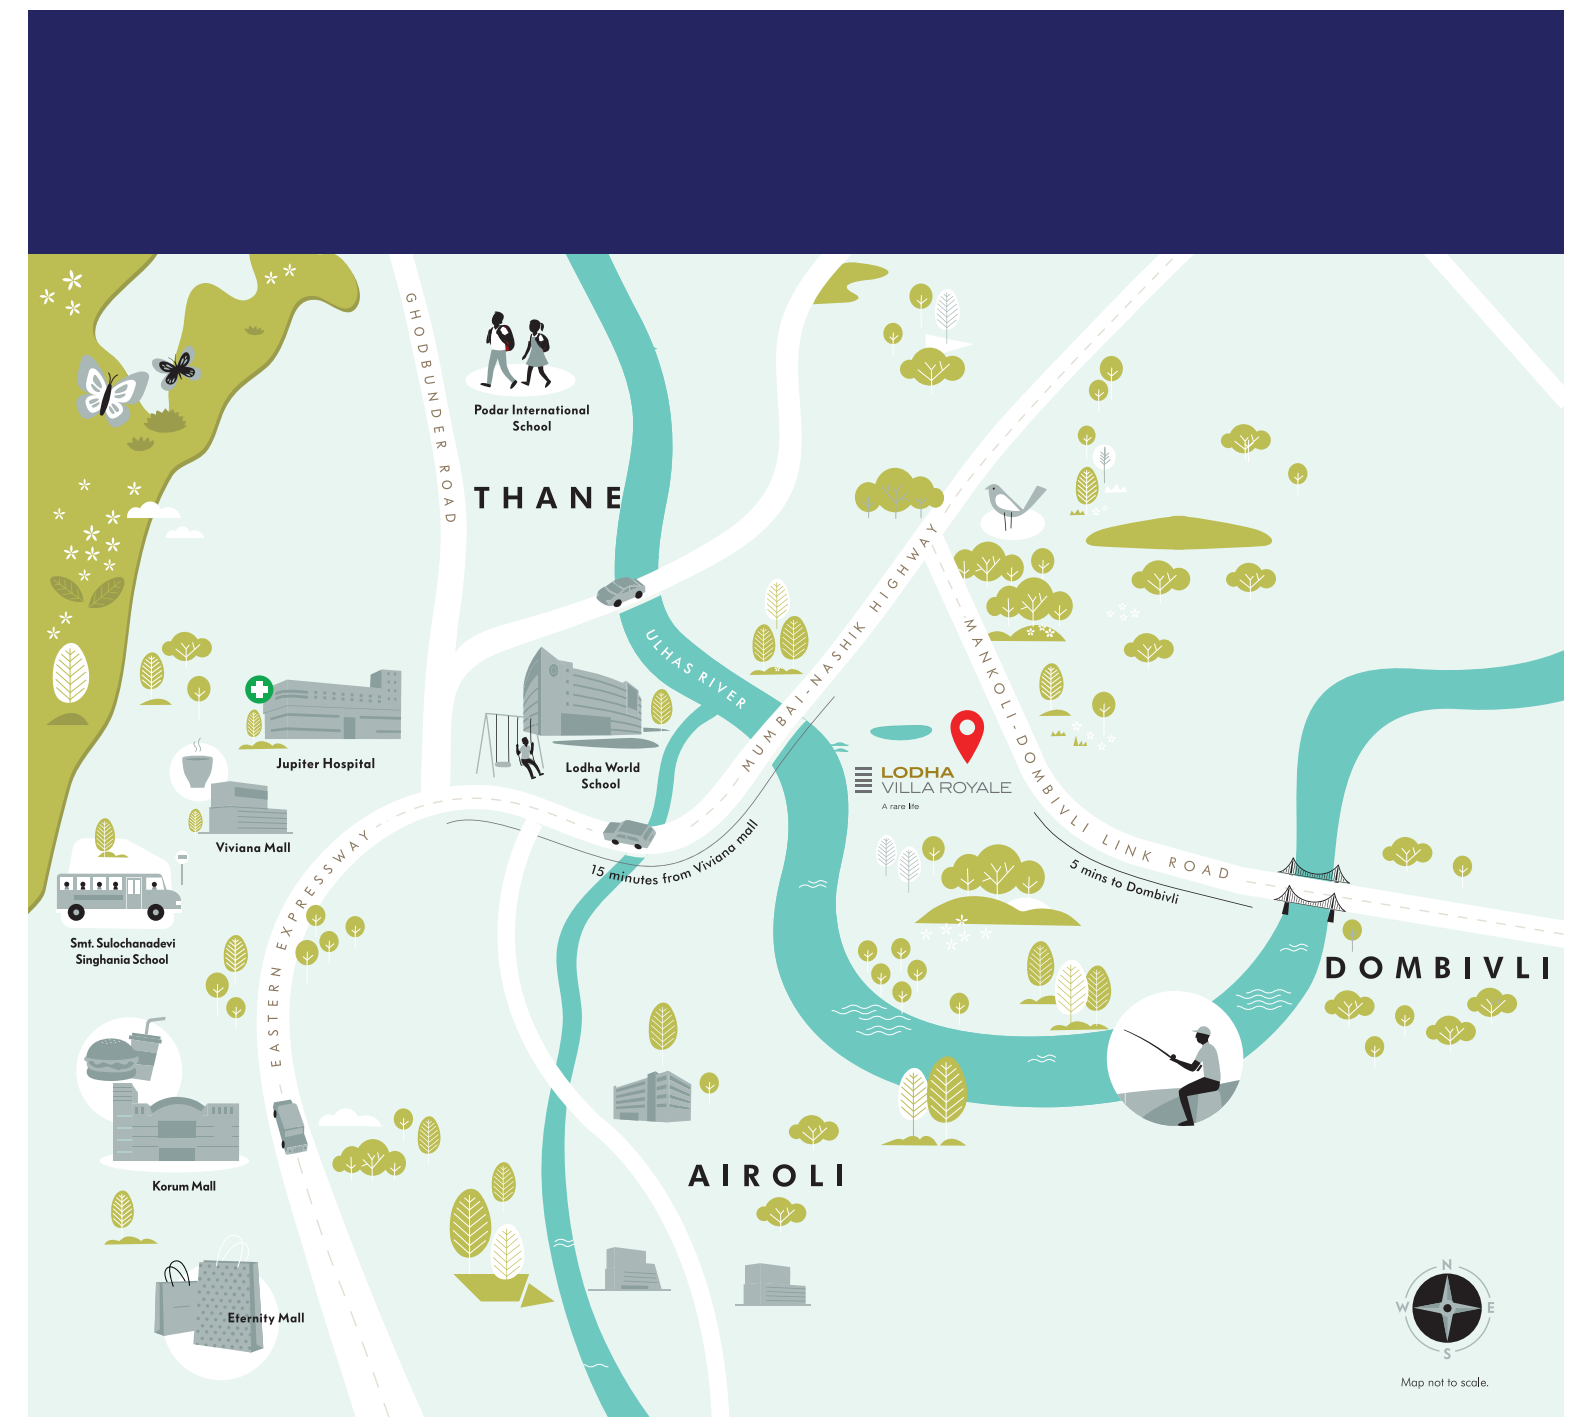 GHODBUNDER ROAD
Podar International
School
THANE
ULHAS RIVER
MUMBAI-NASHIK HIGHWAY
MANKOLI-DOMBIVLI LINK ROAD
Jupiter Hospital
Lodha World
School
LODHA
VILLA ROYALE
A rare life
Viviana Mall
15 minutes from Viviana mall
5 mins to Dombivli
EASTERN EXPRESSWAY
Smt. Sulochanadevi
Singhania School
DOMBIVLI
Korum Mall
AIROLI
Eternity Mall
N
W
E
S
Map not to scale.